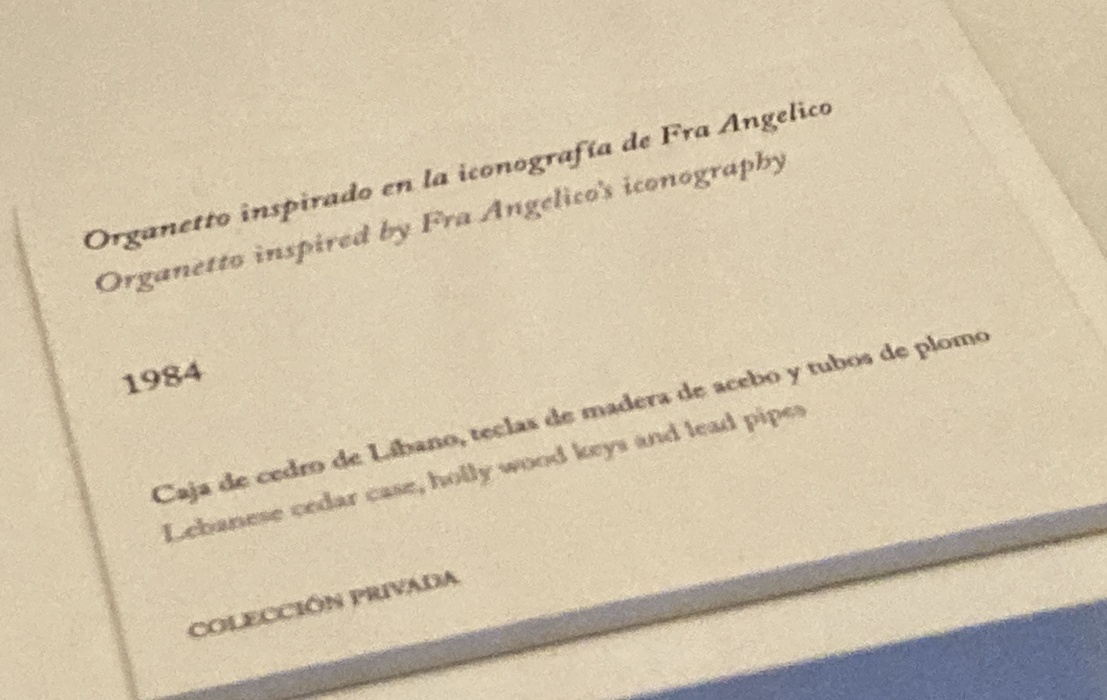 Organetto inspirado en la iconografía de Fra Angelico
Organetto inspired by Fra Angelico's iconography
1984
Caja de cedro de Líbano, teclas de madera de acebo y tubos de plomo
Lebanese cedar case, holly wood keys and lead pipes
COLECCIÓN PRIVADA